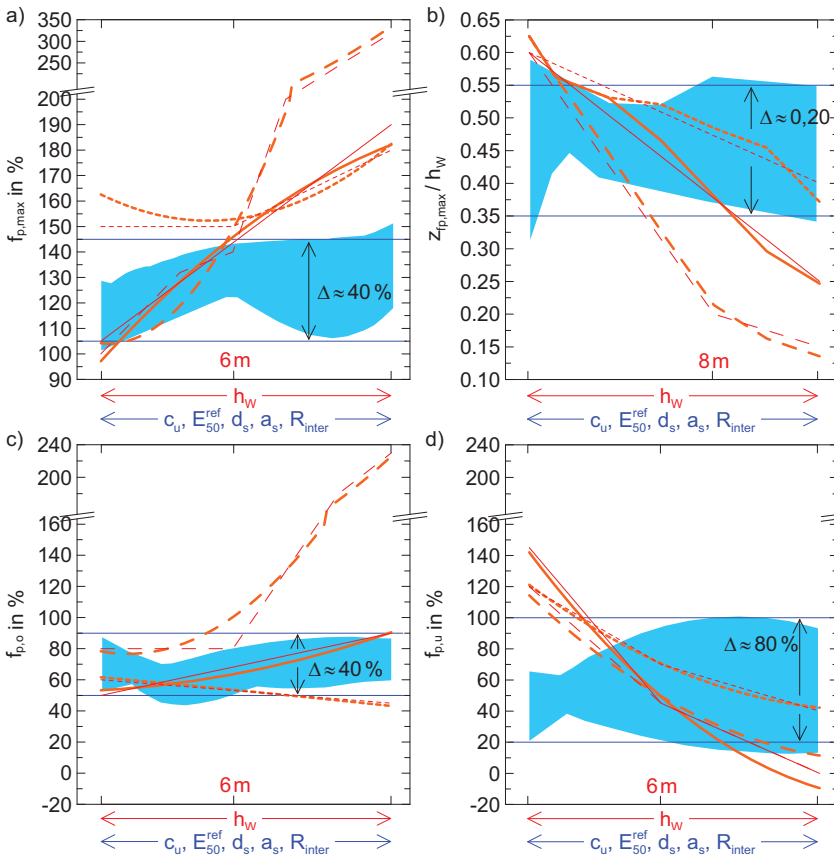 a)
b)
f_p,max in %
350
300
250
200
190
180
170
160
150
140
130
120
110
100
90
Δ≈40 %
6m
h_W
c_u, E_50^ref, d_s, a_s, R_inter
z_fp,max / h_W
0.65
0.60
0.55
0.50
0.45
0.40
0.35
0.30
0.25
0.20
0.15
0.10
Δ≈0,20
8m
h_W
c_u, E_50^ref, d_s, a_s, R_inter
c)
d)
f_p,o in %
240
200
160
140
120
100
80
60
40
20
0
-20
Δ≈40 %
6m
h_W
c_u, E_50^ref, d_s, a_s, R_inter
f_p,u in %
240
200
160
140
120
100
80
60
40
20
0
-20
Δ≈80 %
6m
h_W
c_u, E_50^ref, d_s, a_s, R_inter